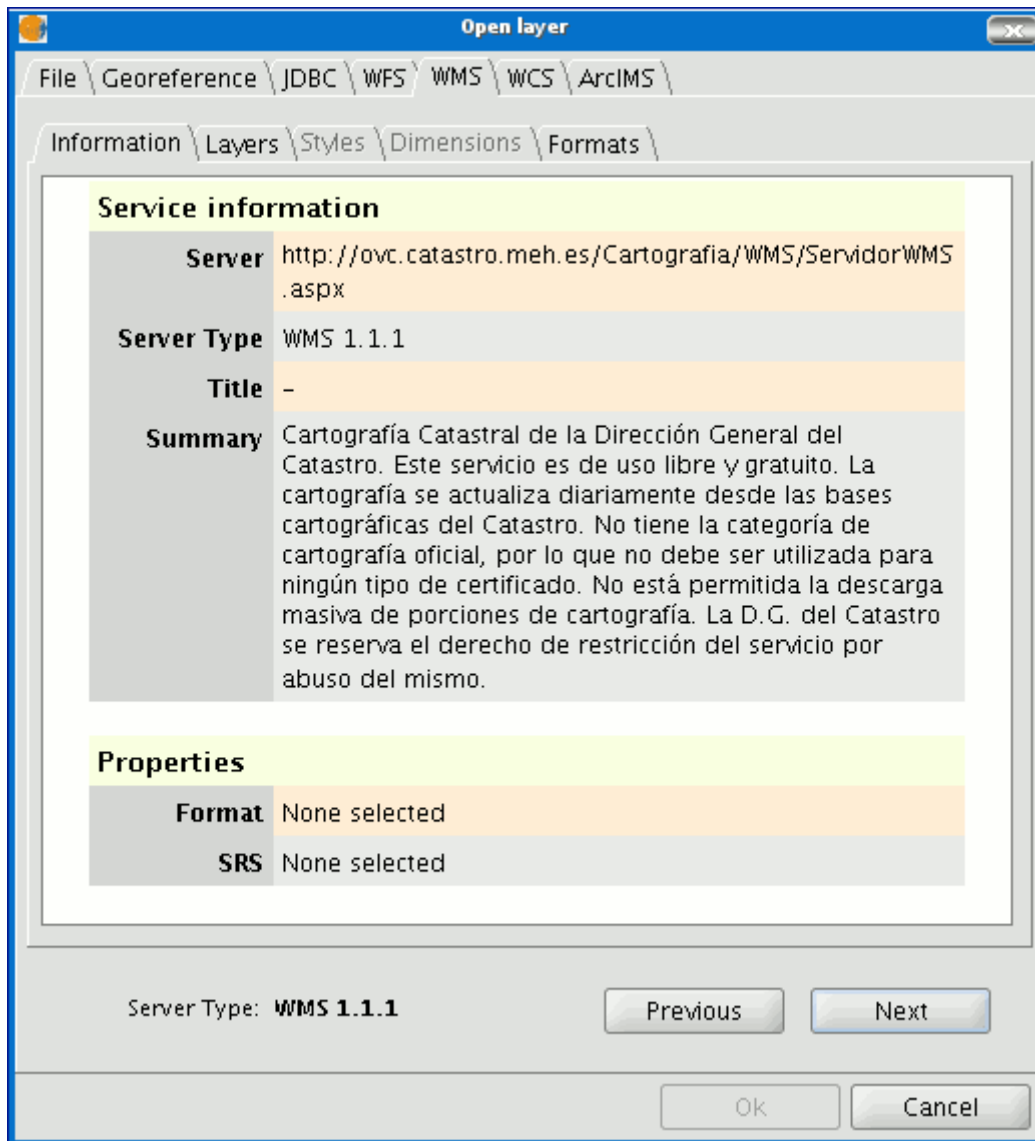 Open layer
File Georeference JDBC WFS WMS WCS ArcIMS
Information Layers Styles Dimensions Formats
Service information
Server http://ovc.catastro.meh.es/Cartografia/WMS/ServidorWMS
.aspx
Server Type WMS 1.1.1
Title -
Summary Cartografía Catastral de la Dirección General del
Catastro. Este servicio es de uso libre y gratuito. La
cartografía se actualiza diariamente desde las bases
cartográficas del Catastro. No tiene la categoría de
cartografía oficial, por lo que no debe ser utilizada para
ningún tipo de certificado. No está permitida la descarga
masiva de porciones de cartografía. La D.G. del Catastro
se reserva el derecho de restricción del servicio por
abuso del mismo.
Properties
Format None selected
SRS None selected
Server Type: WMS 1.1.1 Previous Next
Ok Cancel